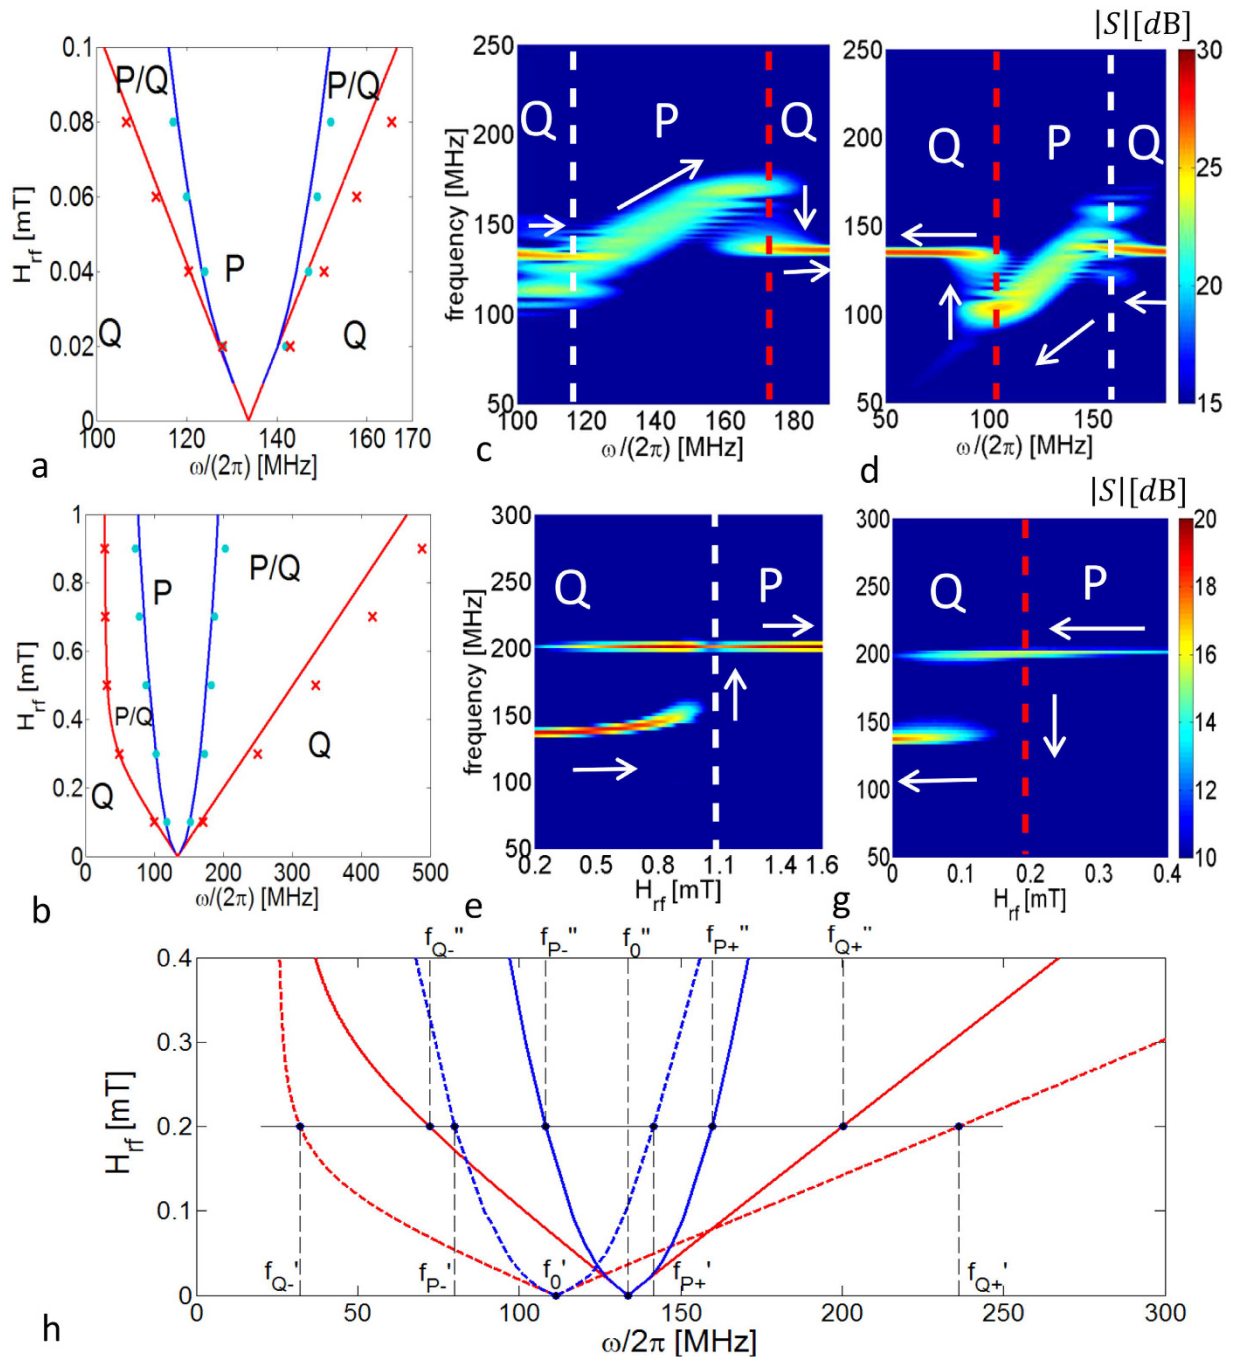 |S|[dB]
0.1
0.08
0.06
0.04
0.02
0
H_rf [mT]
P/Q
P/Q
P
Q
Q
100
120
140
160
170
ω/(2π) [MHz]
a
250
200
150
100
50
frequency [MHz]
Q
P
Q
100
120
140
160
180
ω/(2π) [MHz]
c
250
200
150
100
50
Q
P
Q
50
100
150
ω/(2π) [MHz]
d
30
25
20
15
1
0.8
0.6
0.4
0.2
0
H_rf [mT]
P
P/Q
P/Q
Q
Q
0
100
200
300
400
500
ω/(2π) [MHz]
b
300
250
200
150
100
50
frequency [MHz]
Q
P
0.2
0.5
0.8
1.1
1.4
1.6
H_rf [mT]
e
|S|[dB]
300
250
200
150
100
50
Q
P
0
0.1
0.2
0.3
0.4
H_rf [mT]
g
20
18
16
14
12
10
f_Q-''
f_P-''
f_0''
f_P+''
f_Q+''
0.4
0.3
0.2
0.1
0
H_rf [mT]
f_Q-'
f_P-'
f_0'
f_P+'
f_Q+'
0
50
100
150
200
250
300
ω/2π [MHz]
h